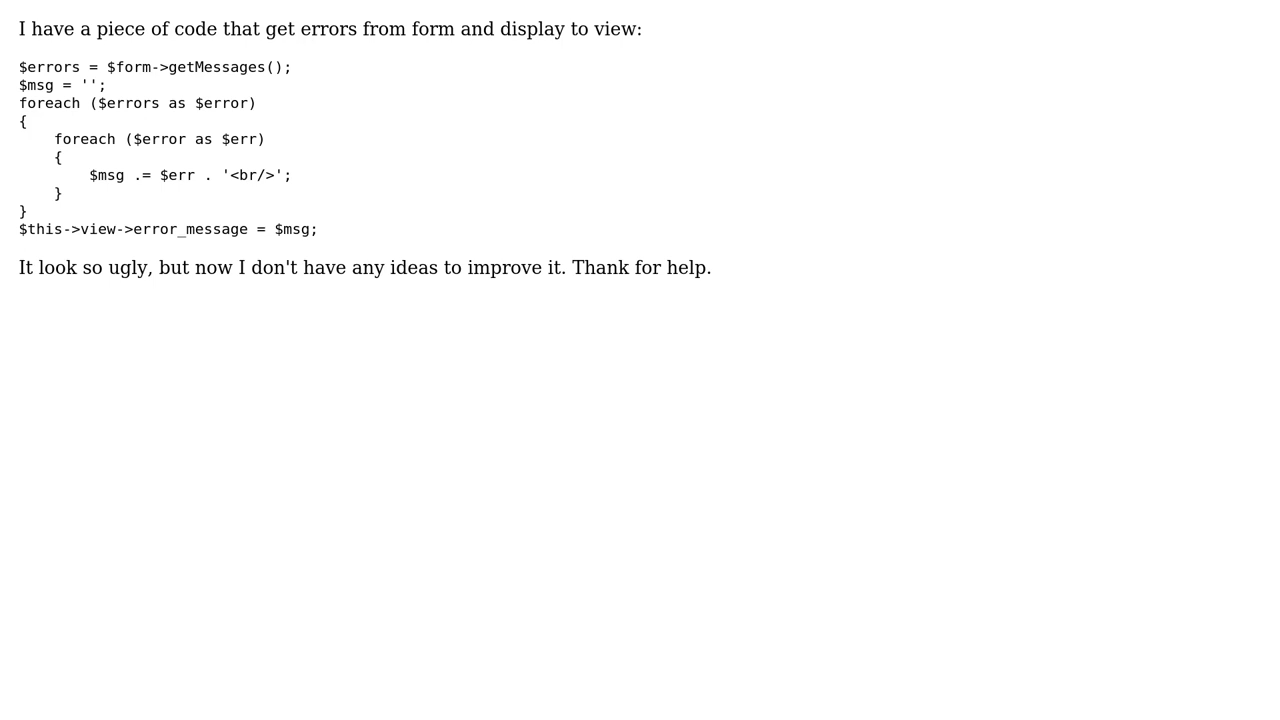 I have a piece of code that get errors from form and display to view:
$errors = $form->getMessages();
$msg = '';
foreach ($errors as $error)
{
    foreach ($error as $err)
    {
        $msg .= $err . '<br/>';
    }
}
$this->view->error_message = $msg;
It look so ugly, but now I don't have any ideas to improve it. Thank for help.